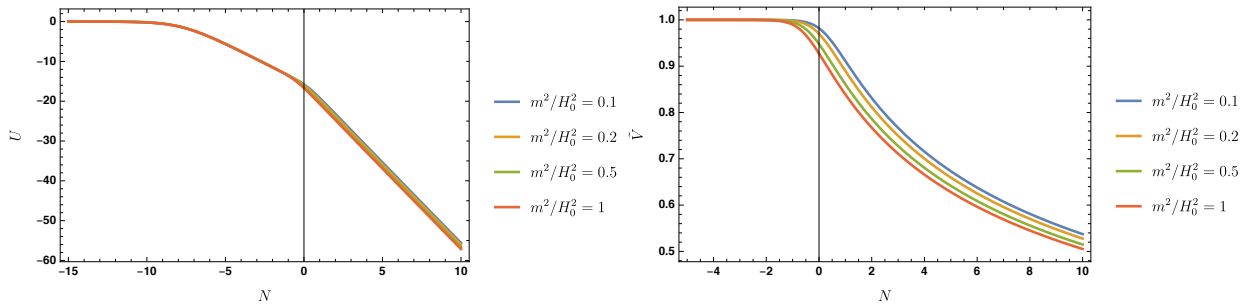 0
−10
−20
−30
−40
−50
−60
−15
−10
−5
0
5
10
U
N
m²/H₀² = 0.1
m²/H₀² = 0.2
m²/H₀² = 0.5
m²/H₀² = 1
1.0
0.9
0.8
0.7
0.6
0.5
−4
−2
0
2
4
6
8
10
Ṽ
N
m²/H₀² = 0.1
m²/H₀² = 0.2
m²/H₀² = 0.5
m²/H₀² = 1